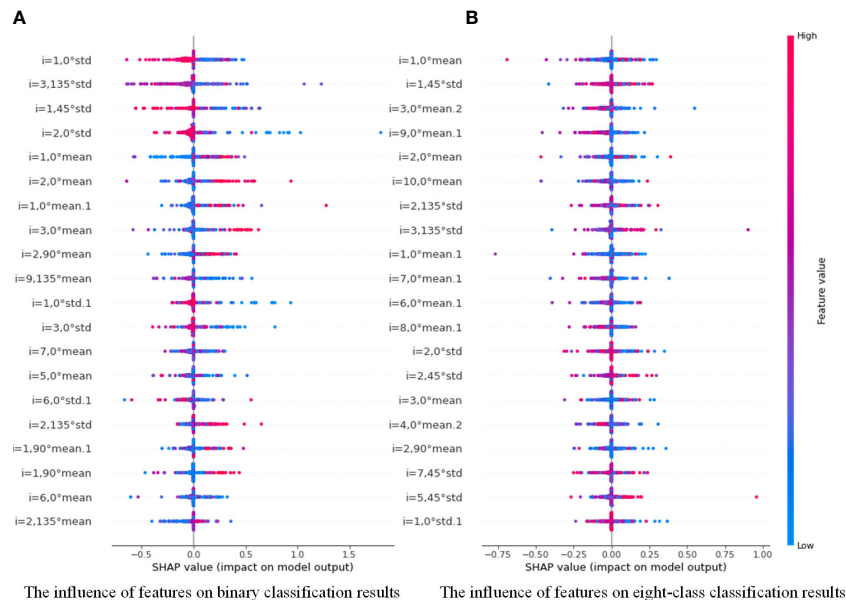 A
B
i=1,0°std
i=3,135°std
i=1,45°std
i=2,0°std
i=1,0°mean
i=2,0°mean
i=1,0°mean.1
i=3,0°mean
i=2,90°mean
i=9,135°mean
i=1,0°std.1
i=3,0°std
i=7,0°mean
i=5,0°mean
i=6,0°std.1
i=2,135°std
i=1,90°mean.1
i=1,90°mean
i=6,0°mean
i=2,135°mean
−0.5 0.0 0.5 1.0 1.5
SHAP value (impact on model output)
The influence of features on binary classification results
i=1,0°mean
i=1,45°std
i=3,0°mean.2
i=9,0°mean.1
i=2,0°mean
i=10,0°mean
i=2,135°std
i=3,135°std
i=1,0°mean.1
i=7,0°mean.1
i=6,0°mean.1
i=8,0°mean.1
i=2,0°std
i=2,45°std
i=3,0°mean
i=4,0°mean.2
i=2,90°mean
i=7,45°std
i=5,45°std
i=1,0°std.1
−0.75 −0.50 −0.25 0.00 0.25 0.50 0.75 1.00
SHAP value (impact on model output)
The influence of features on eight-class classification results
High
Feature value
Low